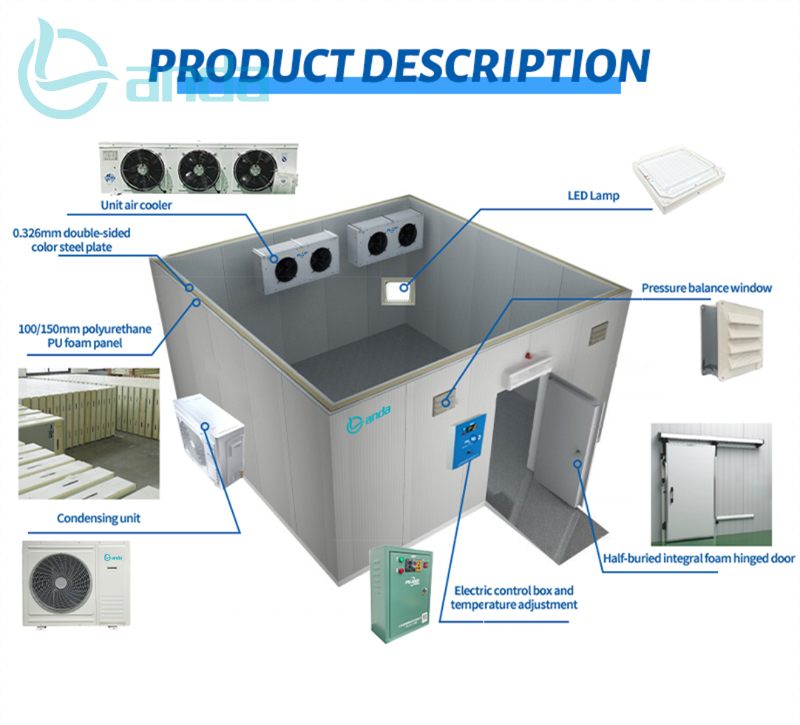 PRODUCT DESCRIPTION
anda
Unit air cooler
LED Lamp
0.326mm double-sided
color steel plate
Pressure balance window
100/150mm polyurethane
PU foam panel
anda
Condensing unit
anda
Half-buried integral foam hinged door
Electric control box and
temperature adjustment